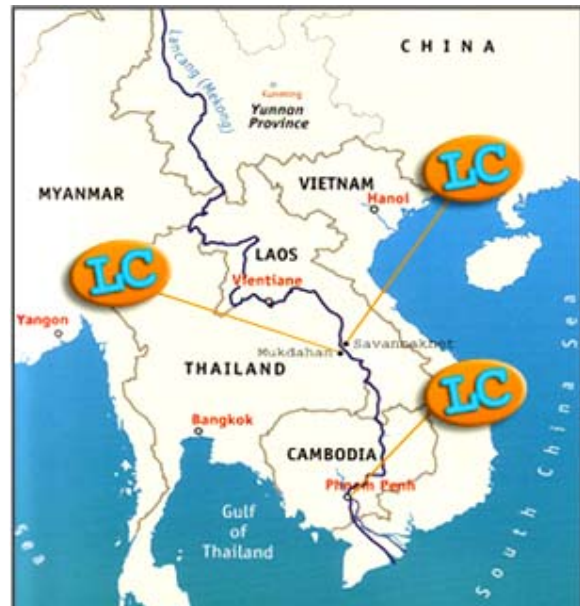 CHINA
Lancang (Mekong)
Kunming
Yunnan
Province
LC
MYANMAR
VIETNAM
Hanoi
LAOS
LC
Vientiane
Yangon
Savannaknet
Mukdahan
THAILAND
LC
Bangkok
CAMBODIA
Phnom Penh
Gulf
of
Thailand
South China Sea
Sea